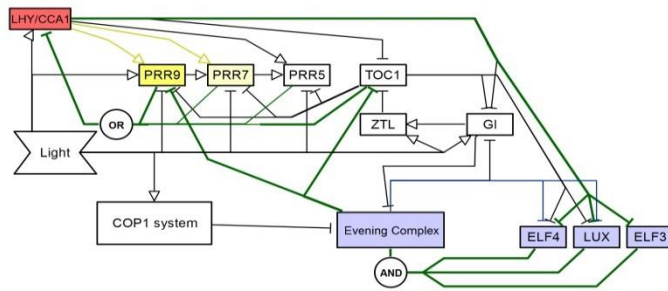 LHY/CCA1
PRR9
PRR7
PRR5
TOC1
OR
ZTL
GI
Light
COP1 system
Evening Complex
ELF4
LUX
ELF3
AND